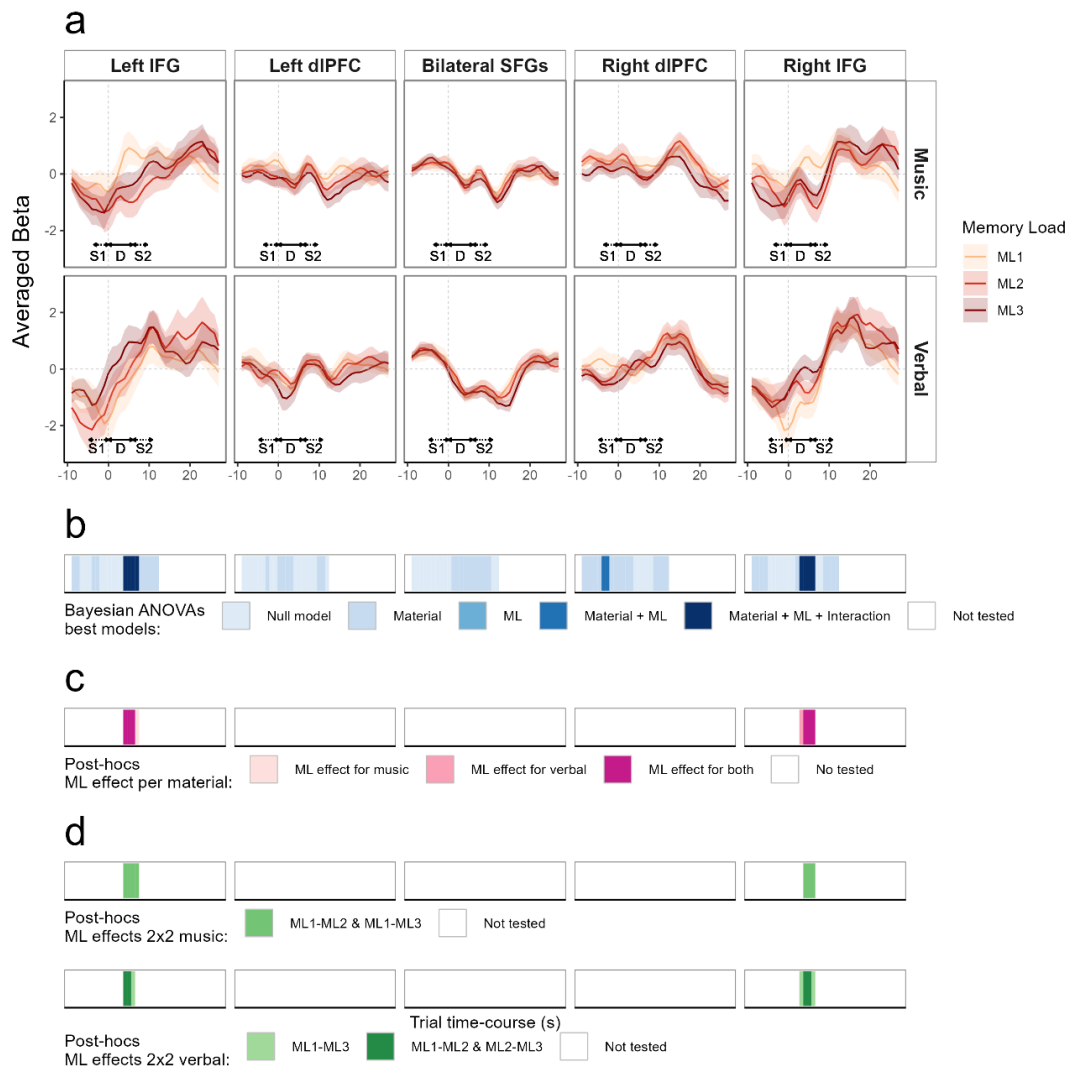 a
Left IFG
Left dlPFC
Bilateral SFGs
Right dlPFC
Right IFG
Averaged Beta
2
0
-2
S1 D S2
S1 D S2
S1 D S2
S1 D S2
S1 D S2
Music
2
0
-2
S1 D S2
S1 D S2
S1 D S2
S1 D S2
S1 D S2
Verbal
-10 0 10 20
-10 0 10 20
-10 0 10 20
-10 0 10 20
-10 0 10 20
Memory Load
ML1
ML2
ML3
b
Bayesian ANOVAs
best models:
Null model
Material
ML
Material + ML
Material + ML + Interaction
Not tested
c
Post-hocs
ML effect per material:
ML effect for music
ML effect for verbal
ML effect for both
No tested
d
Post-hocs
ML effects 2x2 music:
ML1-ML2 & ML1-ML3
Not tested
Trial time-course (s)
Post-hocs
ML effects 2x2 verbal:
ML1-ML3
ML1-ML2 & ML2-ML3
Not tested